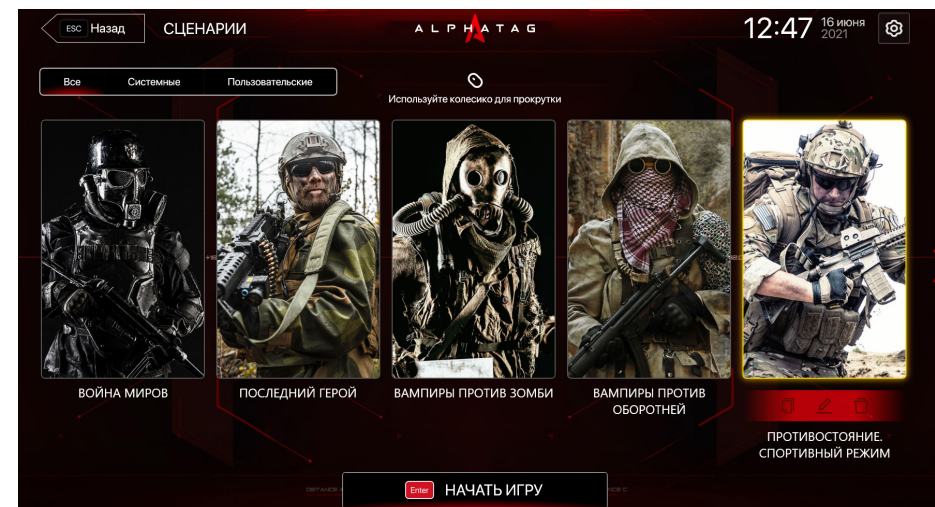 ESC Назад
СЦЕНАРИИ
ALPHATAG
12:47
16 июня
2021
Все
Системные
Пользовательские
Используйте колесико для прокрутки
ВОЙНА МИРОВ
ПОСЛЕДНИЙ ГЕРОЙ
ВАМПИРЫ ПРОТИВ ЗОМБИ
ВАМПИРЫ ПРОТИВ
ОБОРОТНЕЙ
ПРОТИВОСТОЯНИЕ.
СПОРТИВНЫЙ РЕЖИМ
Enter НАЧАТЬ ИГРУ